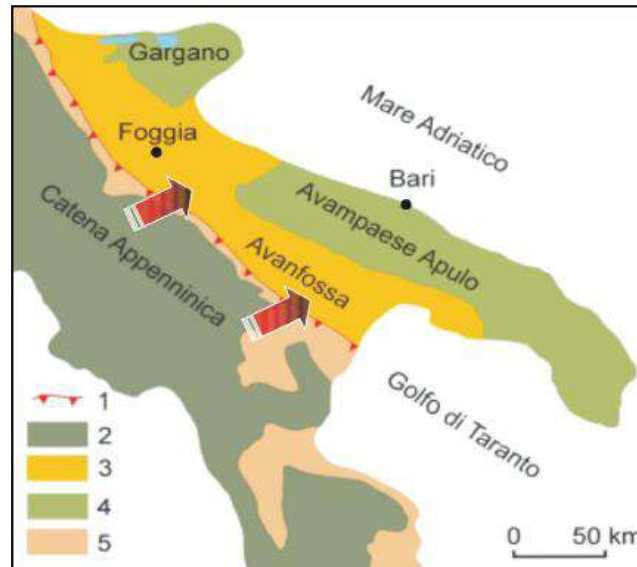 Gargano
Foggia
Mare Adriatico
Bari
Avampaese Apulo
Avanfossa
Catena Appenninica
Golfo di Taranto
1
2
3
4
5
0 50 km